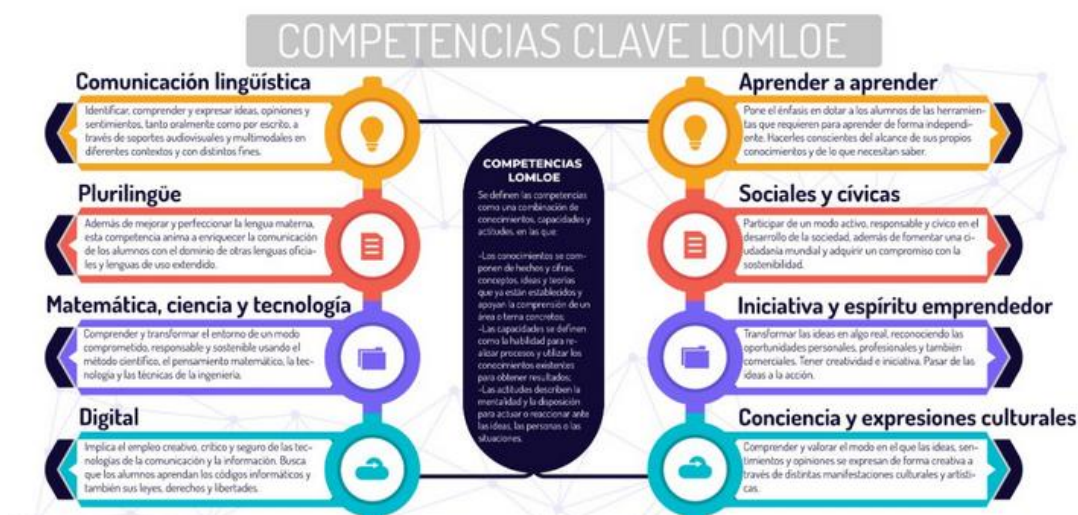 COMPETENCIAS CLAVE LOMLOE
Comunicación lingüística
Identificar, comprender y expresar ideas, opiniones y
sentimientos, tanto oralmente como por escrito, a
través de soportes audiovisuales y multimodales en
diferentes contextos y con distintos fines.
Plurilingüe
Además de mejorar y perfeccionar la lengua materna,
esta competencia anima a enriquecer la comunicación
de los alumnos con el dominio de otras lenguas oficia-
les y lenguas de uso extendido.
Matemática, ciencia y tecnología
Comprender y transformar el entorno de un modo
comprometido, responsable y sostenible usando el
método científico, el pensamiento matemático, la tec-
nología y las técnicas de la ingeniería.
Digital
Implica el empleo creativo, crítico y seguro de las tec-
nologías de la comunicación y la información. Busca
que los alumnos aprendan los códigos informáticos y
también sus leyes, derechos y libertades.
COMPETENCIAS
LOMLOE
Se definen las competencias
como una combinación de
conocimientos, capacidades y
actitudes, en las que:
-Los conocimientos se com-
ponen de hechos y cifras,
conceptos, ideas y teorías
que ya están establecidos y
apoyan la comprensión de un
área o tema concretos;
-Las capacidades se definen
como la habilidad para re-
alizar procesos y utilizar los
conocimientos existentes
para obtener resultados;
-Las actitudes describen la
mentalidad y la disposición
para actuar o reaccionar ante
las ideas, las personas o las
situaciones.
Aprender a aprender
Pone el énfasis en dotar a los alumnos de las herramien-
tas que requieren para aprender de forma independi-
ente. Hacerles conscientes del alcance de sus propios
conocimientos y de lo que necesitan saber.
Sociales y cívicas
Participar de un modo activo, responsable y cívico en el
desarrollo de la sociedad, además de fomentar una ci-
udadanía mundial y adquirir un compromiso con la
sostenibilidad.
Iniciativa y espíritu emprendedor
Transformar las ideas en algo real, reconociendo las
oportunidades personales, profesionales y también
comerciales. Tener creatividad e iniciativa. Pasar de las
ideas a la acción.
Conciencia y expresiones culturales
Comprender y valorar el modo en el que las ideas, sen-
timientos y opiniones se expresan de forma creativa a
través de distintas manifestaciones culturales y artísti-
cas.